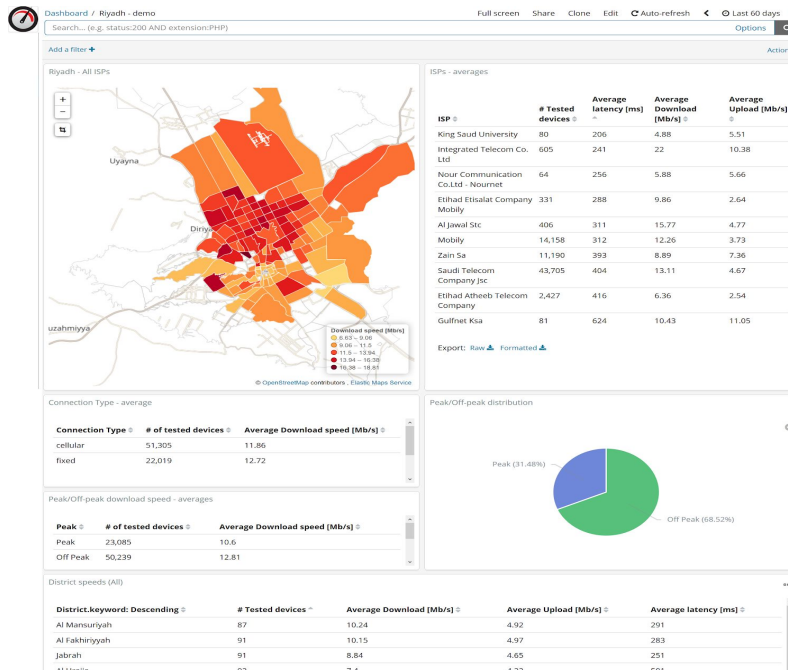 Dashboard / Riyadh - demo
Full screen Share Clone Edit Auto-refresh Last 60 days
Search... (e.g. status:200 AND extension:PHP)
Options
Add a filter +
Riyadh - All ISPs
+
−
Uyayna
Diriya
uzahmiyya
Download speed [Mbrs]
6.63 – 9.06
9.06 – 11.5
11.5 – 13.94
13.94 – 16.38
16.38 – 18.81
© OpenStreetMap contributors , Elastic Maps Service
ISPs - averages
ISP # Tested devices Average latency [ms] Average Download [Mb/s] Average Upload [Mb/s]
King Saud University 80 206 4.88 5.51
Integrated Telecom Co. Ltd 605 241 22 10.38
Nour Communication Co.Ltd - Nournet 64 256 5.88 5.66
Etihad Etisalat Company Mobily 331 288 9.86 2.64
Al Jawal Stc 406 311 15.77 4.77
Mobily 14,158 312 12.26 3.73
Zain Sa 11,190 393 8.89 7.36
Saudi Telecom Company Jsc 43,705 404 13.11 4.67
Etihad Atheeb Telecom Company 2,427 416 6.36 2.54
Gulfnet Ksa 81 624 10.43 11.05
Export: Raw Formatted
Connection Type - average
Connection Type # of tested devices Average Download speed [Mb/s]
cellular 51,305 11.86
fixed 22,019 12.72
Peak/Off-peak download speed - averages
Peak # of tested devices Average Download speed [Mb/s]
Peak 23,085 10.6
Off Peak 50,239 12.81
Peak/Off-peak distribution
Peak (31.48%)
Off Peak (68.52%)
District speeds (All)
District.keyword: Descending # Tested devices Average Download [Mb/s] Average Upload [Mb/s] Average latency [ms]
Al Mansuriyah 87 10.24 4.92 291
Al Fakhiriyyah 91 10.15 4.97 283
Jabrah 91 8.84 4.65 251